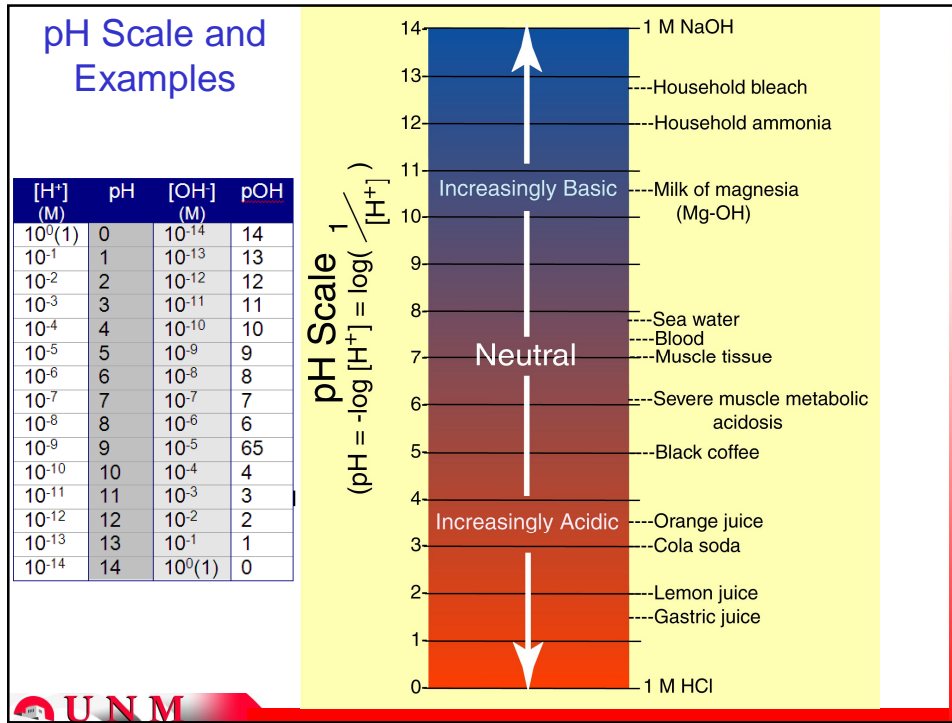 pH Scale and
Examples
[H⁺] pH [OH⁻] pOH
(M) (M)
10⁰(1) 0 10⁻¹⁴ 14
10⁻¹ 1 10⁻¹³ 13
10⁻² 2 10⁻¹² 12
10⁻³ 3 10⁻¹¹ 11
10⁻⁴ 4 10⁻¹⁰ 10
10⁻⁵ 5 10⁻⁹ 9
10⁻⁶ 6 10⁻⁸ 8
10⁻⁷ 7 10⁻⁷ 7
10⁻⁸ 8 10⁻⁶ 6
10⁻⁹ 9 10⁻⁵ 65
10⁻¹⁰ 10 10⁻⁴ 4
10⁻¹¹ 11 10⁻³ 3
10⁻¹² 12 10⁻² 2
10⁻¹³ 13 10⁻¹ 1
10⁻¹⁴ 14 10⁰(1) 0
pH Scale
(pH = -log [H⁺] = log( 1/[H⁺] )
14 1 M NaOH
13
Household bleach
12 Household ammonia
11
Increasingly Basic Milk of magnesia
10 (Mg-OH)
9
8
Sea water
Blood
7 Neutral Muscle tissue
6 Severe muscle metabolic
acidosis
5 Black coffee
4
Increasingly Acidic Orange juice
3 Cola soda
2 Lemon juice
Gastric juice
1
0 1 M HCl
UNM